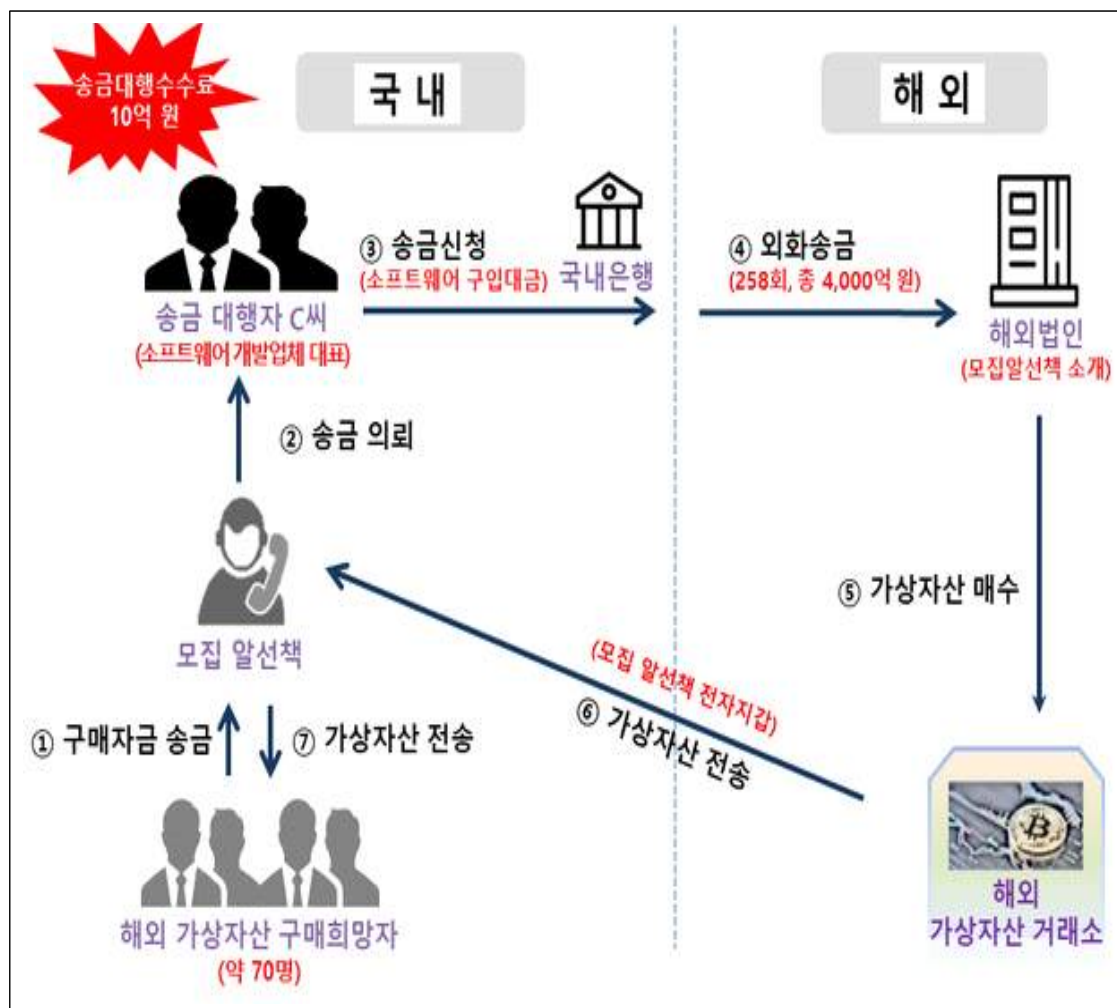 송금대행수수료
10억 원
국 내
해 외
③ 송금신청
(소프트웨어 구입대금)
국내은행
④ 외화송금
(258회, 총 4,000억 원)
송금 대행자 C씨
(소프트웨어 개발업체 대표)
해외법인
(모집알선책 소개)
② 송금 의뢰
⑤ 가상자산 매수
모집 알선책
(모집 알선책 전자지갑)
⑥ 가상자산 전송
① 구매자금 송금
⑦ 가상자산 전송
해외 가상자산 구매희망자
(약 70명)
해외
가상자산 거래소